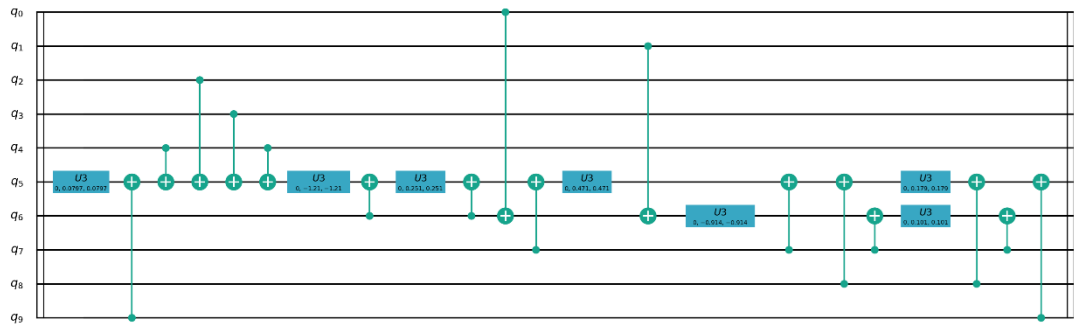 q0
q1
q2
q3
q4
U3 U3 U3 U3 U3
q5 0, 0.0797, 0.0797 0, −1.21, −1.21 0, 0.251, 0.251 0, 0.471, 0.471 0, 0.179, 0.179
U3 U3
q6 0, −0.914, −0.914 0, 0.101, 0.101
q7
q8
q9